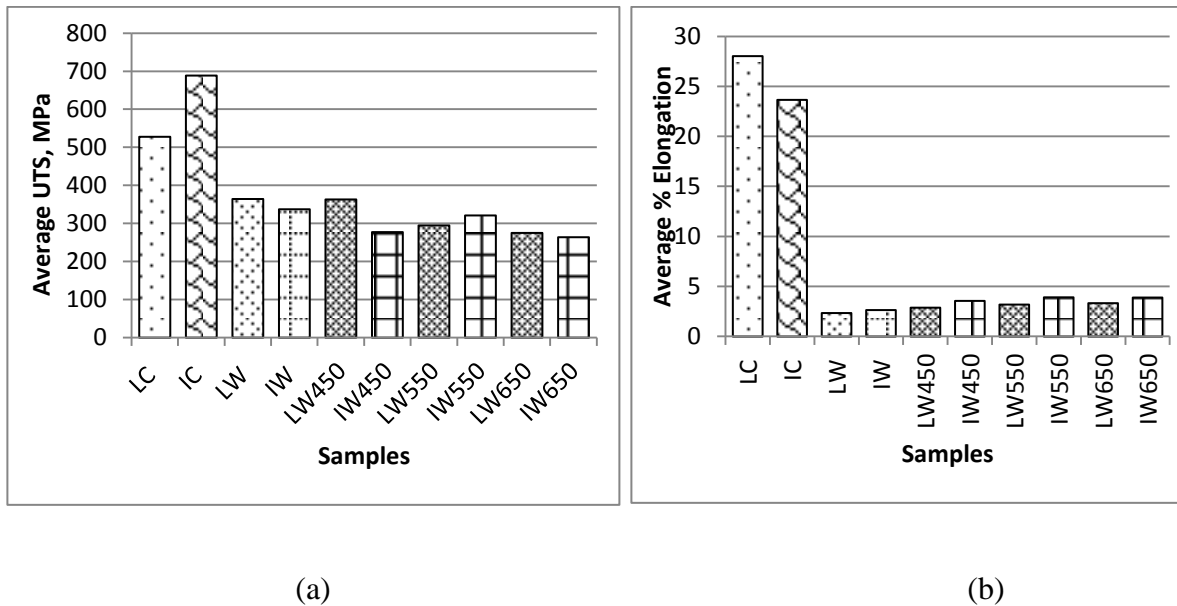 Average UTS, MPa
800
700
600
500
400
300
200
100
0
LC
IC
LW
IW
LW450
IW450
LW550
IW550
LW650
IW650
Samples
(a)
Average % Elongation
30
25
20
15
10
5
0
LC
IC
LW
IW
LW450
IW450
LW550
IW550
LW650
IW650
Samples
(b)